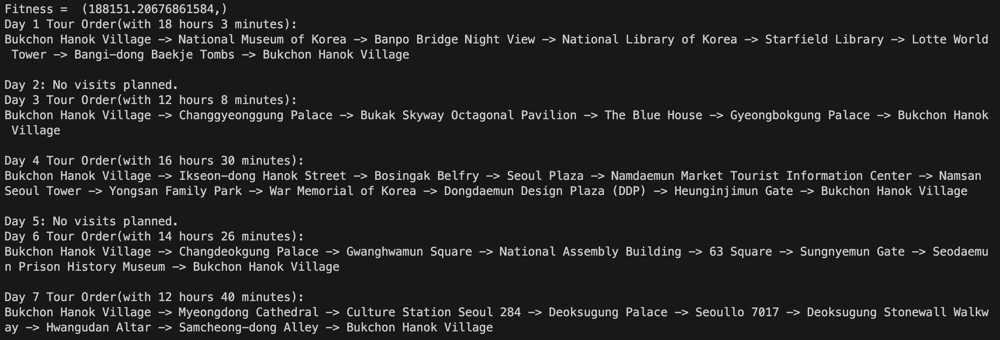 Fitness =  (188151.20676861584,)
Day 1 Tour Order(with 18 hours 3 minutes):
Bukchon Hanok Village -> National Museum of Korea -> Banpo Bridge Night View -> National Library of Korea -> Starfield Library -> Lotte World
 Tower -> Bangi-dong Baekje Tombs -> Bukchon Hanok Village
Day 2: No visits planned.
Day 3 Tour Order(with 12 hours 8 minutes):
Bukchon Hanok Village -> Changgyeonggung Palace -> Bukak Skyway Octagonal Pavilion -> The Blue House -> Gyeongbokgung Palace -> Bukchon Hanok
 Village
Day 4 Tour Order(with 16 hours 30 minutes):
Bukchon Hanok Village -> Ikseon-dong Hanok Street -> Bosingak Belfry -> Seoul Plaza -> Namdaemun Market Tourist Information Center -> Namsan
Seoul Tower -> Yongsan Family Park -> War Memorial of Korea -> Dongdaemun Design Plaza (DDP) -> Heunginjimun Gate -> Bukchon Hanok Village
Day 5: No visits planned.
Day 6 Tour Order(with 14 hours 26 minutes):
Bukchon Hanok Village -> Changdeokgung Palace -> Gwanghwamun Square -> National Assembly Building -> 63 Square -> Sungnyemun Gate -> Seodaemu
n Prison History Museum -> Bukchon Hanok Village
Day 7 Tour Order(with 12 hours 40 minutes):
Bukchon Hanok Village -> Myeongdong Cathedral -> Culture Station Seoul 284 -> Deoksugung Palace -> Seoullo 7017 -> Deoksugung Stonewall Walkw
ay -> Hwangudan Altar -> Samcheong-dong Alley -> Bukchon Hanok Village